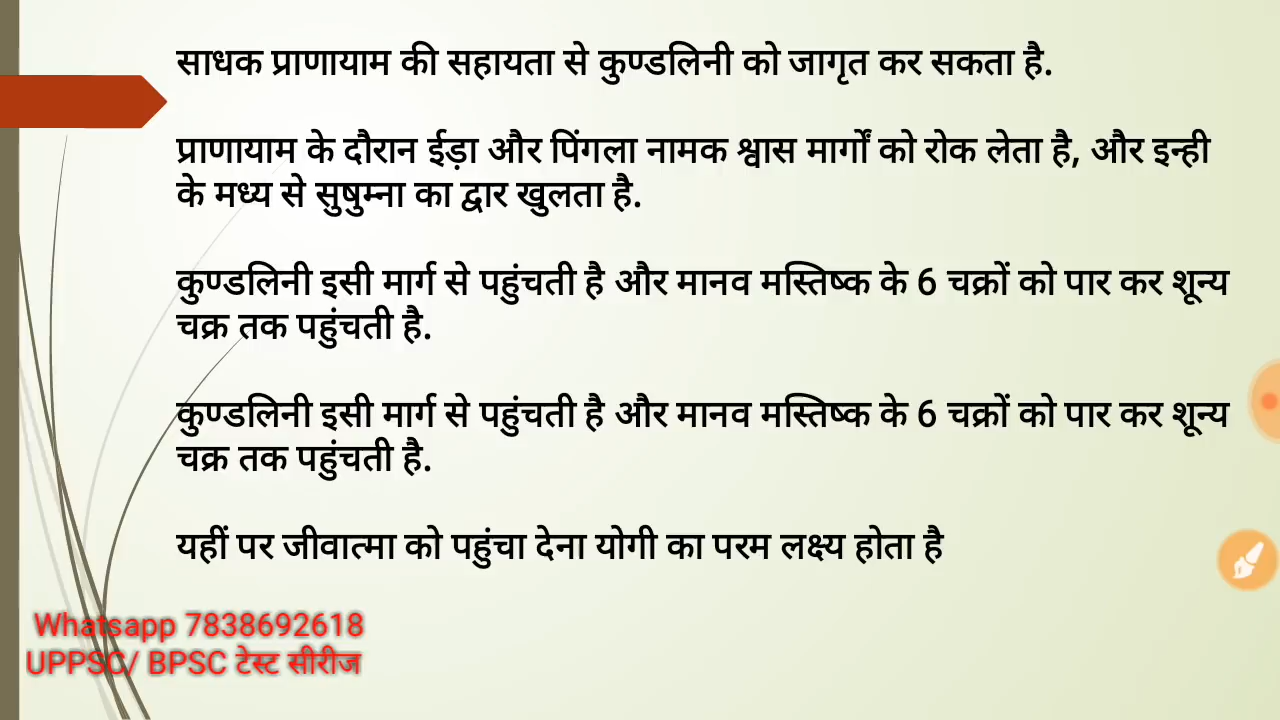 साधक प्राणायाम की सहायता से कुण्डलिनी को जागृत कर सकता है.
प्राणायाम के दौरान ईड़ा और पिंगला नामक श्वास मार्गों को रोक लेता है, और इन्ही
के मध्य से सुषुम्ना का द्वार खुलता है.
कुण्डलिनी इसी मार्ग से पहुंचती है और मानव मस्तिष्क के 6 चक्रों को पार कर शून्य
चक्र तक पहुंचती है.
कुण्डलिनी इसी मार्ग से पहुंचती है और मानव मस्तिष्क के 6 चक्रों को पार कर शून्य
चक्र तक पहुंचती है.
यहीं पर जीवात्मा को पहुंचा देना योगी का परम लक्ष्य होता है
Whatsapp 7838692618
UPPSC/ BPSC टेस्ट सीरीज